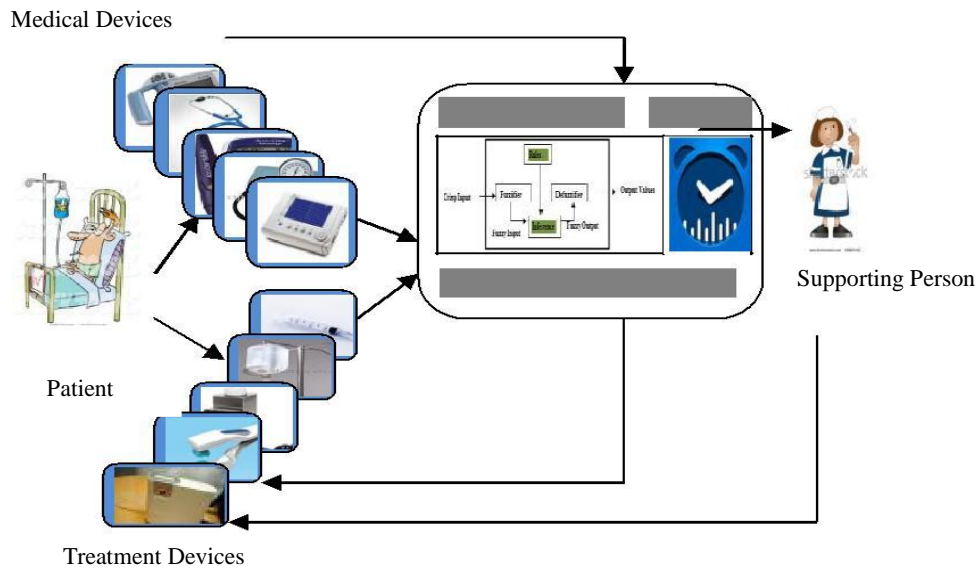 Medical Devices
Rules
Crisp Input
Fuzzifier
Defuzzifier
Output Values
Inference
Fuzzy Input
Fuzzy Output
Supporting Person
Patient
Treatment Devices